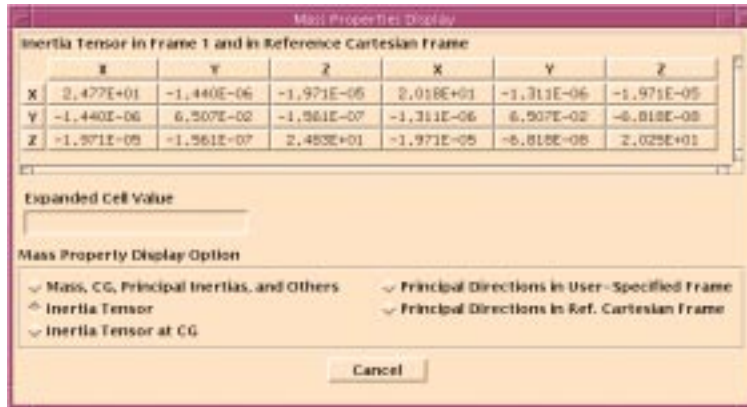 Mass Properties Display
Inertia Tensor in Frame 1 and in Reference Cartesian Frame
X Y Z X Y Z
X 2.477E+01 -1.440E-06 -1.971E-05 2.018E+01 -1.311E-06 -1.971E-05
Y -1.440E-06 6.507E-02 -1.561E-07 -1.311E-06 6.507E-02 -6.818E-08
Z -1.971E-05 -1.561E-07 2.483E+01 -1.971E-05 -6.818E-08 2.025E+01
Expanded Cell Value
Mass Property Display Option
Mass, CG, Principal Inertias, and Others
Principal Directions in User-Specified Frame
Inertia Tensor
Principal Directions in Ref. Cartesian Frame
Inertia Tensor at CG
Cancel